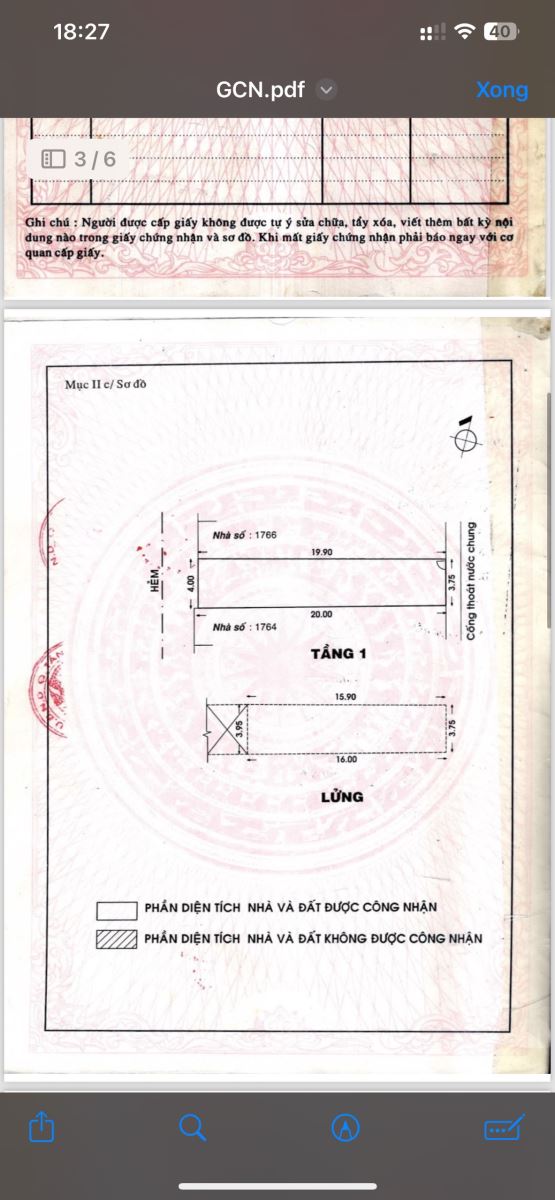 18:27
40
GCN.pdf
Xong
3 / 6
Ghi chú : Người được cấp giấy không được tự ý sửa chữa, tẩy xóa, viết thêm bất kỳ nội
dung nào trong giấy chứng nhận và sơ đồ. Khi mất giấy chứng nhận phải báo ngay với cơ
quan cấp giấy.
Mục II c/ Sơ đồ
Nhà số : 1766
19.90
HẺM
4.00
3.75
Cống thoát nước chung
20.00
Nhà số : 1764
TẦNG 1
15.90
3.95
3.75
16.00
LỬNG
PHẦN DIỆN TÍCH NHÀ VÀ ĐẤT ĐƯỢC CÔNG NHẬN
PHẦN DIỆN TÍCH NHÀ VÀ ĐẤT KHÔNG ĐƯỢC CÔNG NHẬN